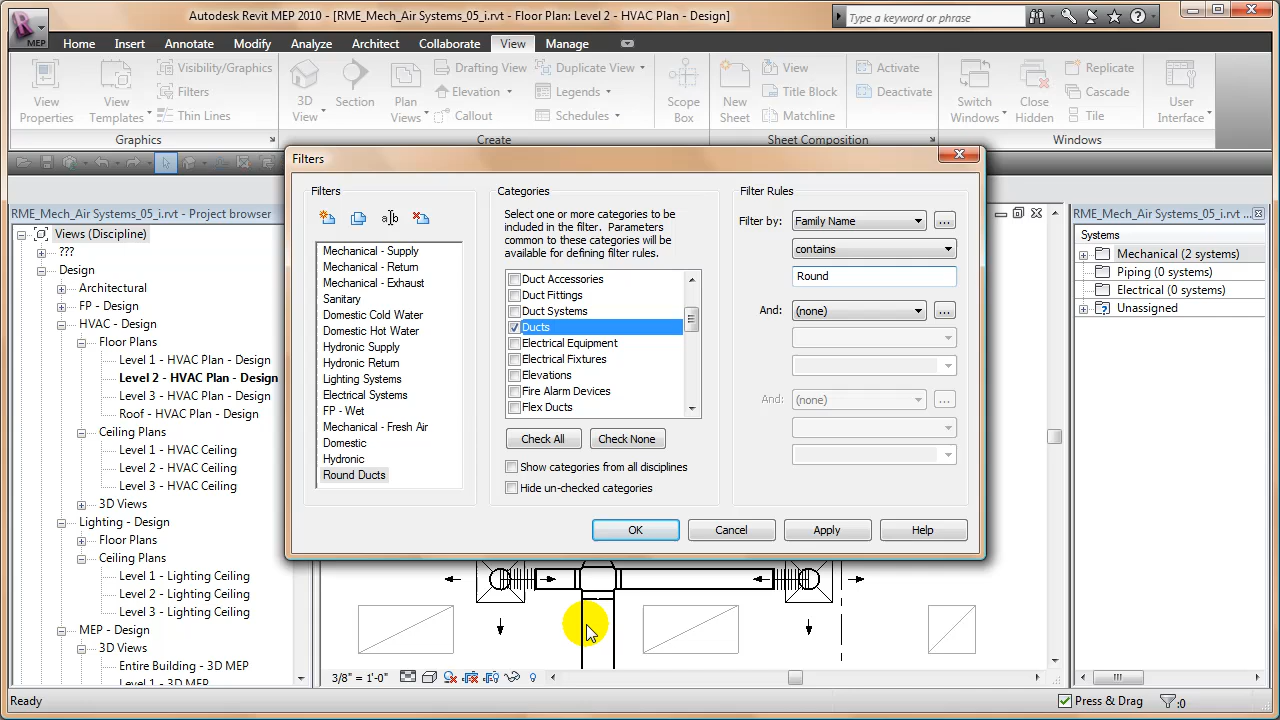 Autodesk Revit MEP 2010 - [RME_Mech_Air Systems_05_i.rvt - Floor Plan: Level 2 - HVAC Plan - Design]
Type a keyword or phrase
MEP
Home Insert Annotate Modify Analyze Architect Collaborate View Manage
View Properties
View Templates
Visibility/Graphics
Filters
Thin Lines
Graphics
3D View
Section
Plan Views
Drafting View
Elevation
Callout
Duplicate View
Legends
Schedules
Create
Scope Box
New Sheet
View
Title Block
Matchline
Activate
Deactivate
Sheet Composition
Switch Windows
Close Hidden
Replicate
Cascade
Tile
User Interface
Windows
RME_Mech_Air Systems_05_i.rvt - Project browser
Views (Discipline)
???
Design
Architectural
FP - Design
HVAC - Design
Floor Plans
Level 1 - HVAC Plan - Design
Level 2 - HVAC Plan - Design
Level 3 - HVAC Plan - Design
Roof - HVAC Plan - Design
Ceiling Plans
Level 1 - HVAC Ceiling
Level 2 - HVAC Ceiling
Level 3 - HVAC Ceiling
3D Views
Lighting - Design
Floor Plans
Ceiling Plans
Level 1 - Lighting Ceiling
Level 2 - Lighting Ceiling
Level 3 - Lighting Ceiling
MEP - Design
3D Views
Entire Building - 3D MEP
Level 1 - 3D MEP
Filters
Filters
Mechanical - Supply
Mechanical - Return
Mechanical - Exhaust
Sanitary
Domestic Cold Water
Domestic Hot Water
Hydronic Supply
Hydronic Return
Lighting Systems
Electrical Systems
FP - Wet
Mechanical - Fresh Air
Domestic
Hydronic
Round Ducts
Categories
Select one or more categories to be
included in the filter. Parameters
common to these categories will be
available for defining filter rules.
Duct Accessories
Duct Fittings
Duct Systems
Ducts
Electrical Equipment
Electrical Fixtures
Elevations
Fire Alarm Devices
Flex Ducts
Check All Check None
Show categories from all disciplines
Hide un-checked categories
Filter Rules
Filter by: Family Name ...
contains
Round
And: (none) ...
And: (none) ...
OK Cancel Apply Help
RME_Mech_Air Systems_05_i.rvt - S
Systems
Mechanical (2 systems)
Piping (0 systems)
Electrical (0 systems)
Unassigned
3/8" = 1'-0"
Ready
Press & Drag
:0